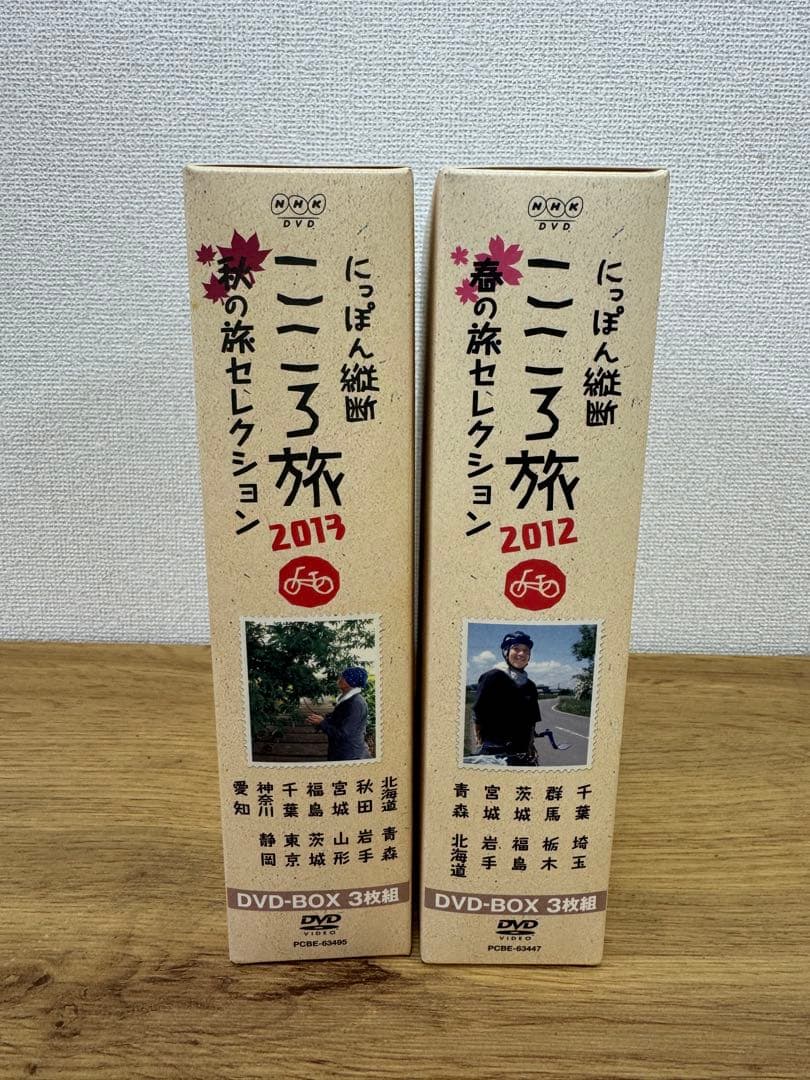 NHK
DVD
にっぽん縦断
こころ旅
2013
秋の旅セレクション
北海道
青森
秋田
岩手
宮城
山形
福島
茨城
千葉
東京
神奈川
静岡
愛知
DVD-BOX 3枚組
DVD
VIDEO
PCBE-63495
NHK
DVD
にっぽん縦断
こころ旅
2012
春の旅セレクション
千葉
埼玉
群馬
栃木
茨城
福島
宮城
岩手
青森
北海道
DVD-BOX 3枚組
DVD
VIDEO
PCBE-63447